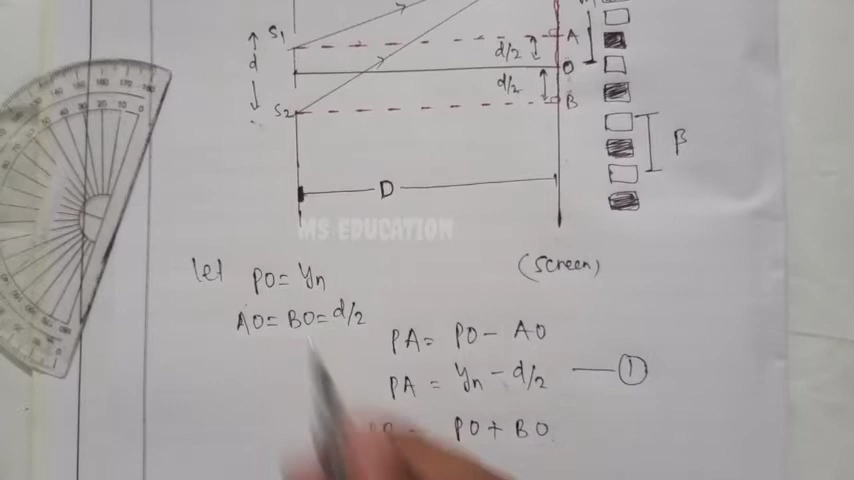 S1
A
d/2
d
O
d/2
S2
B
β
D
MS EDUCATION
let PO = yn
(Screen)
AO = BO = d/2
PA = PO - AO
PA = yn - d/2 —— ①
PO + BO